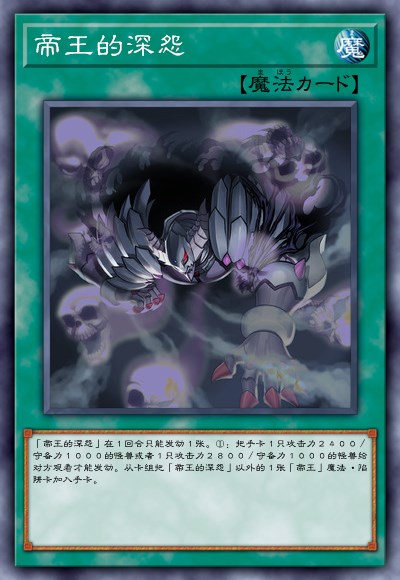 帝王的深怨
魔
【魔法カード】
「帝王的深怨」在1回合只能发动1张。①：把手卡1只攻击力2400／
守备力1000的怪兽或者1只攻击力2800／守备力1000的怪兽给
对方观看才能发动。从卡组把「帝王的深怨」以外的1张「帝王」魔法·陷
阱卡加入手卡。